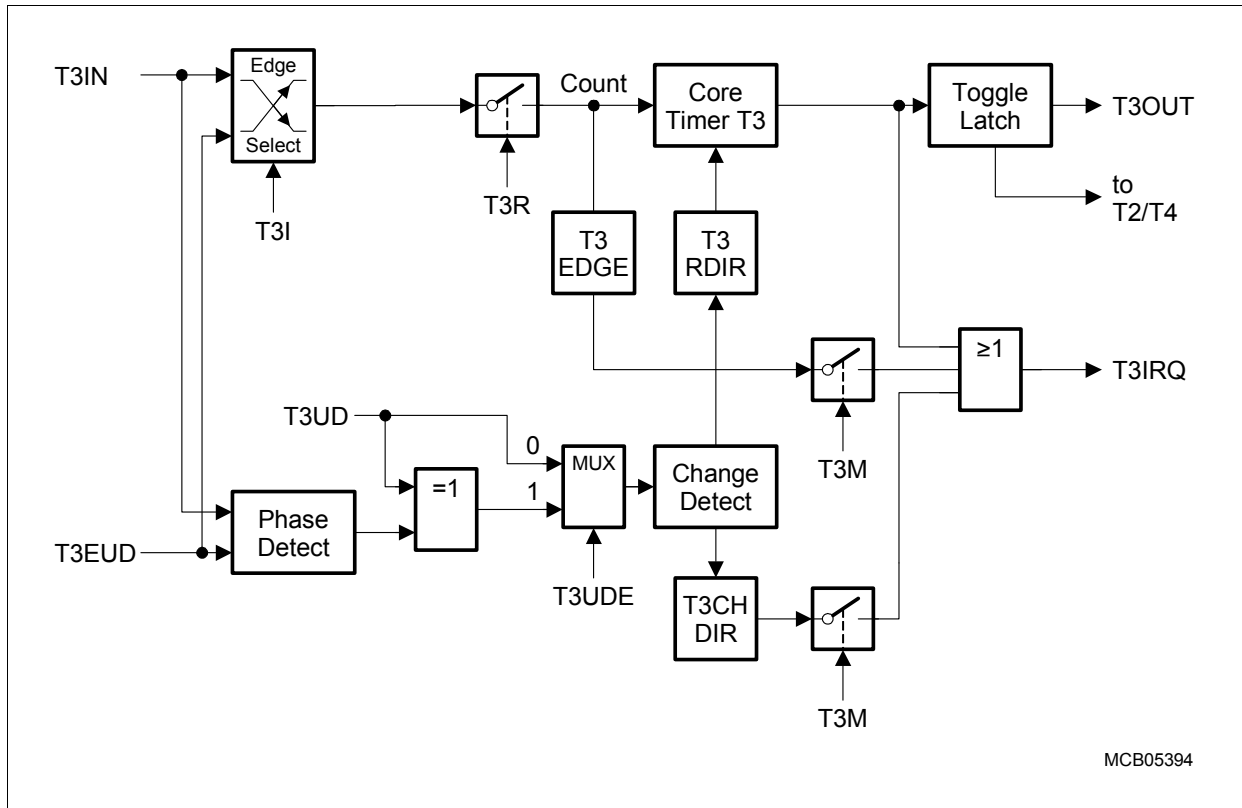 T3IN
Edge
Select
T3I
T3R
Count
Core
Timer T3
Toggle
Latch
T3OUT
to
T2/T4
T3
EDGE
T3
RDIR
≥1
T3IRQ
T3M
T3UD
0
1
MUX
T3UDE
=1
Phase
Detect
T3EUD
Change
Detect
T3CH
DIR
T3M
MCB05394